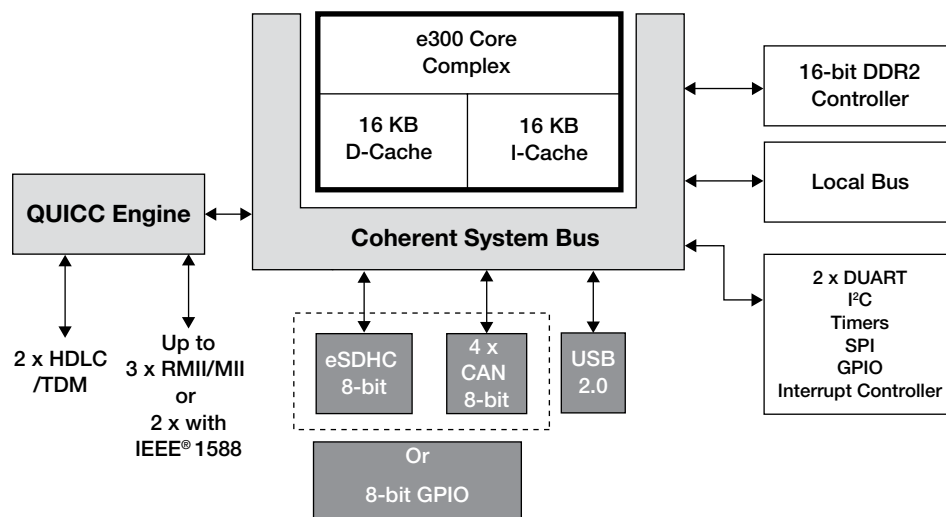 e300 Core
Complex
16 KB
D-Cache
16 KB
I-Cache
Coherent System Bus
QUICC Engine
2 x HDLC
/TDM
Up to
3 x RMII/MII
or
2 x with
IEEE® 1588
eSDHC
8-bit
4 x
CAN
8-bit
USB
2.0
Or
8-bit GPIO
16-bit DDR2
Controller
Local Bus
2 x DUART
I²C
Timers
SPI
GPIO
Interrupt Controller